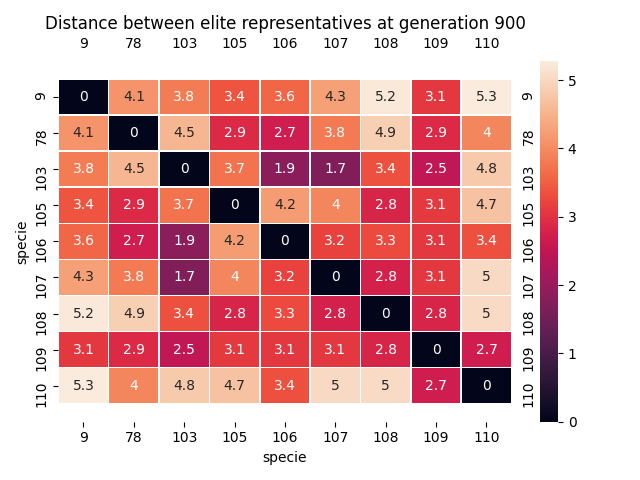 Distance between elite representatives at generation 900
9 78 103 105 106 107 108 109 110
9 0 4.1 3.8 3.4 3.6 4.3 5.2 3.1 5.3 9
78 4.1 0 4.5 2.9 2.7 3.8 4.9 2.9 4 78
103 3.8 4.5 0 3.7 1.9 1.7 3.4 2.5 4.8 103
105 3.4 2.9 3.7 0 4.2 4 2.8 3.1 4.7 105
106 3.6 2.7 1.9 4.2 0 3.2 3.3 3.1 3.4 106
107 4.3 3.8 1.7 4 3.2 0 2.8 3.1 5 107
108 5.2 4.9 3.4 2.8 3.3 2.8 0 2.8 5 108
109 3.1 2.9 2.5 3.1 3.1 3.1 2.8 0 2.7 109
110 5.3 4 4.8 4.7 3.4 5 5 2.7 0 110
9 78 103 105 106 107 108 109 110
specie
specie
5
4
3
2
1
0